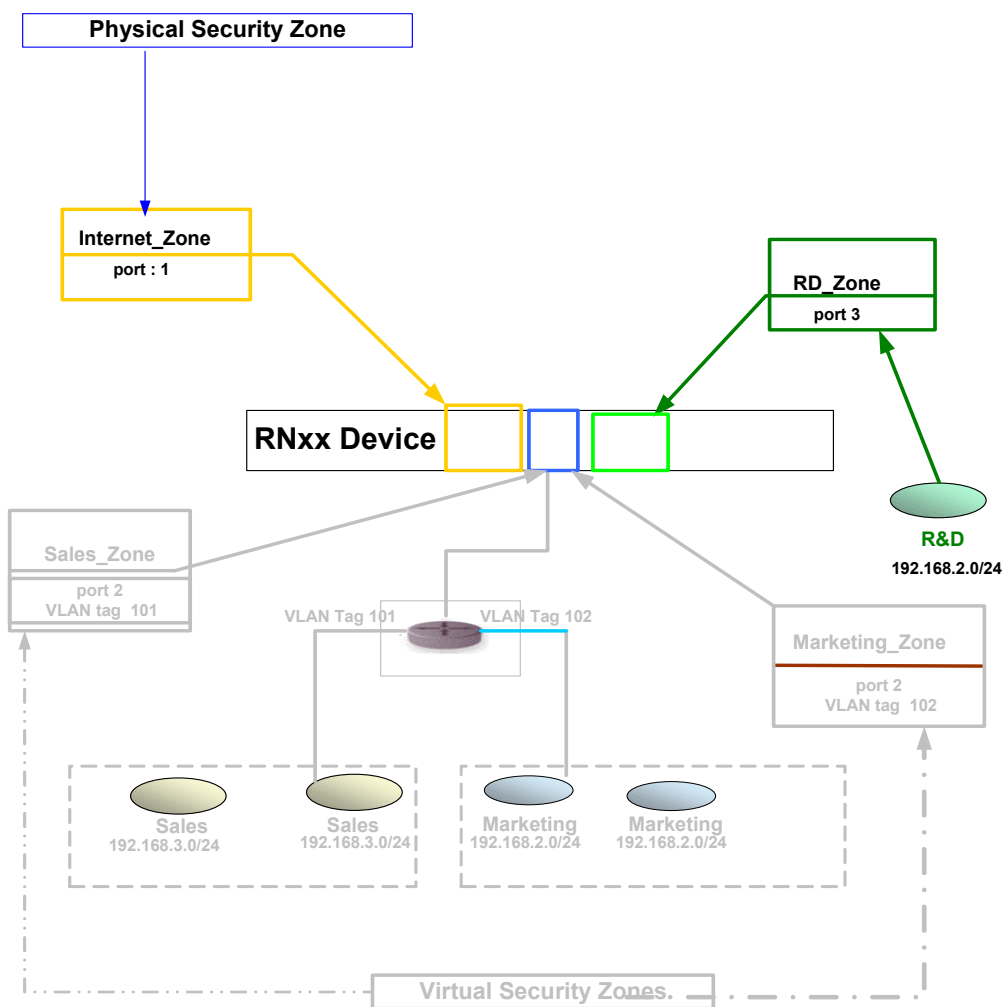 Physical Security Zone
Internet_Zone
port : 1
RD_Zone
port 3
RNxx Device
R&D
192.168.2.0/24
Sales_Zone
port 2
VLAN tag 101
VLAN Tag 101
VLAN Tag 102
Marketing_Zone
port 2
VLAN tag 102
Sales
192.168.3.0/24
Sales
192.168.3.0/24
Marketing
192.168.2.0/24
Marketing
192.168.2.0/24
Virtual Security Zones